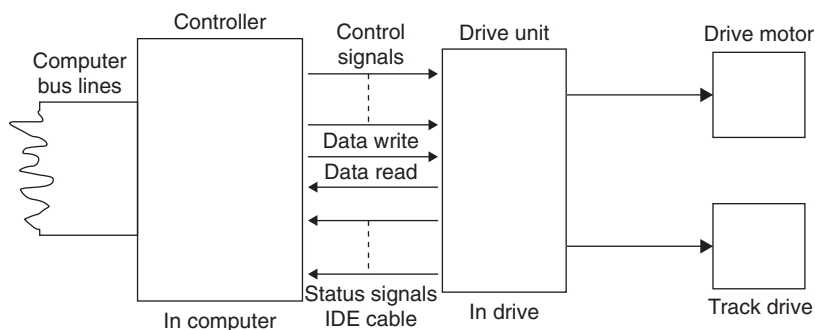 Controller
Control
signals
Drive unit
Drive motor
Computer
bus lines
Data write
Data read
Status signals
IDE cable
In computer
In drive
Track drive